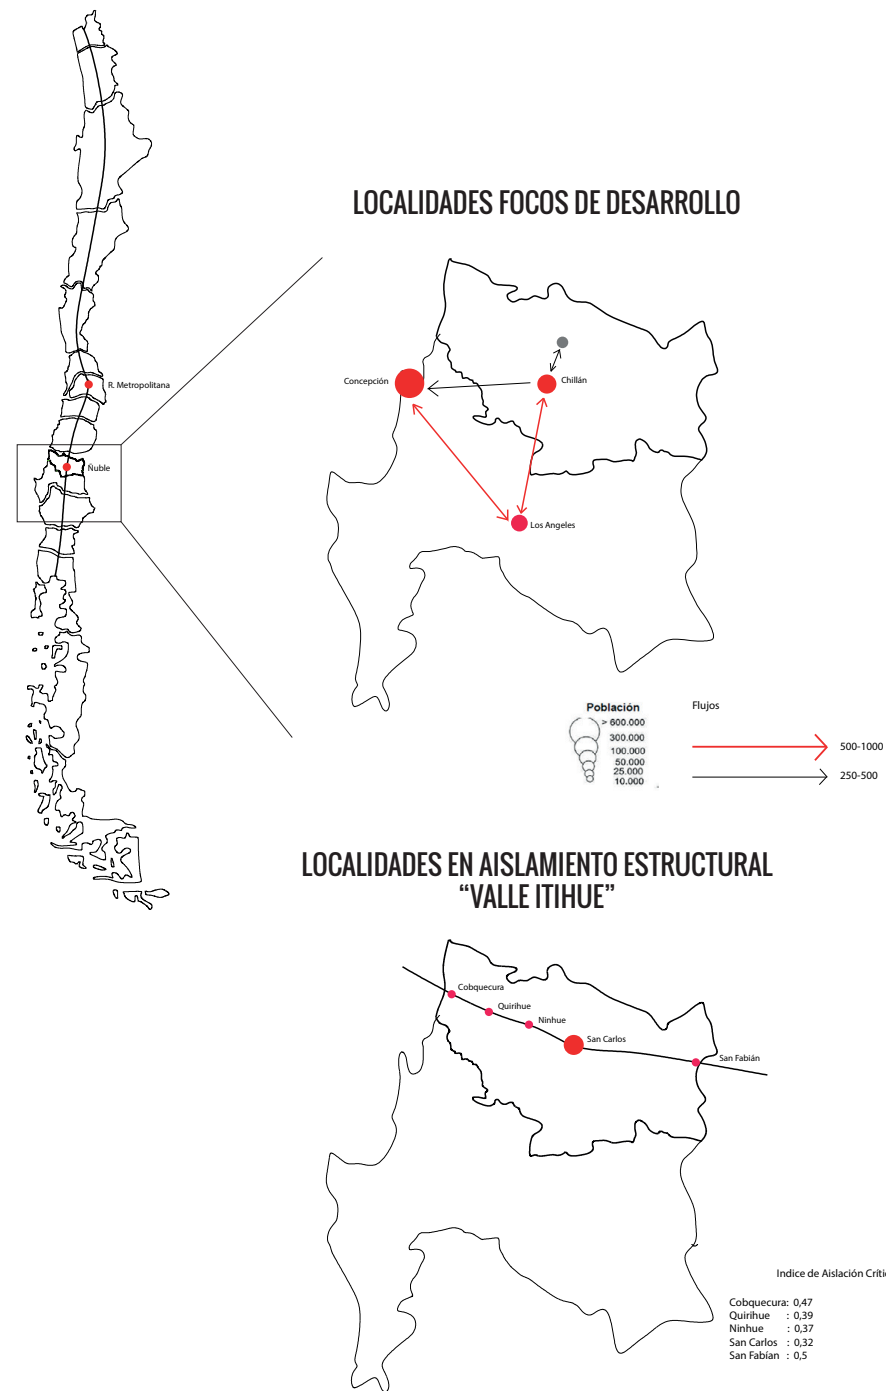 LOCALIDADES FOCOS DE DESARROLLO
R. Metropolitana
Ñuble
Concepción
Chillán
Los Angeles
Población
> 600.000
300.000
100.000
50.000
25.000
10.000
Flujos
500-1000
250-500
LOCALIDADES EN AISLAMIENTO ESTRUCTURAL
“VALLE ITIHUE”
Cobquecura
Quirihue
Ninhue
San Carlos
San Fabián
Indice de Aislación
Cobquecura: 0,47
Quirihue : 0,39
Ninhue : 0,37
San Carlos : 0,32
San Fabían : 0,5